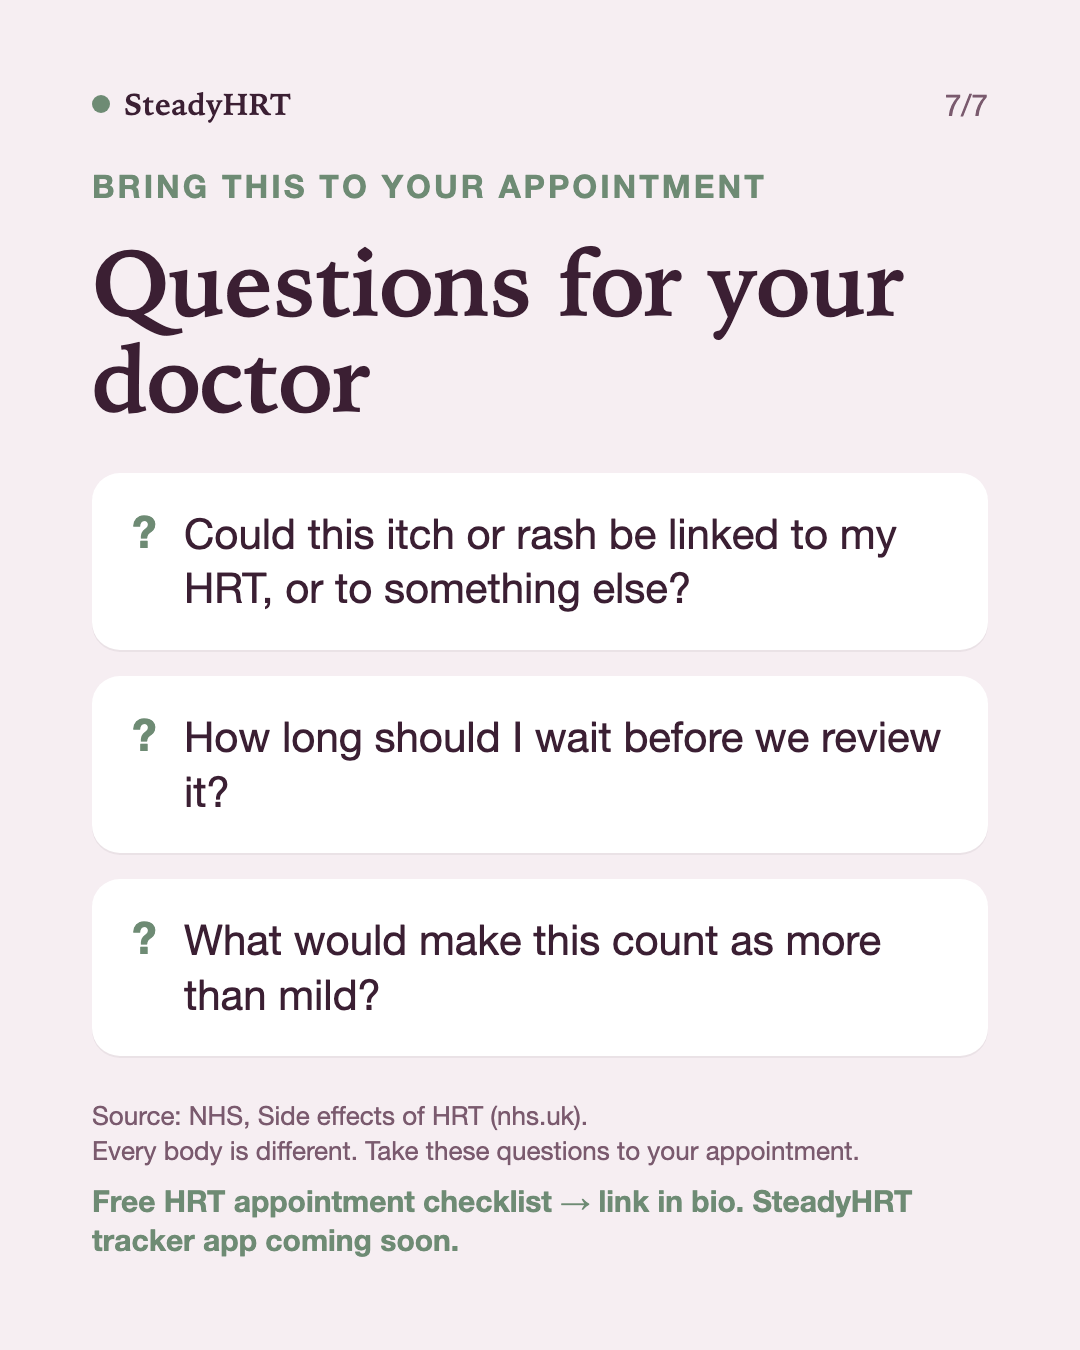 SteadyHRT
7/7
BRING THIS TO YOUR APPOINTMENT
Questions for your
doctor
? Could this itch or rash be linked to my
HRT, or to something else?
? How long should I wait before we review
it?
? What would make this count as more
than mild?
Source: NHS, Side effects of HRT (nhs.uk).
Every body is different. Take these questions to your appointment.
Free HRT appointment checklist → link in bio. SteadyHRT
tracker app coming soon.